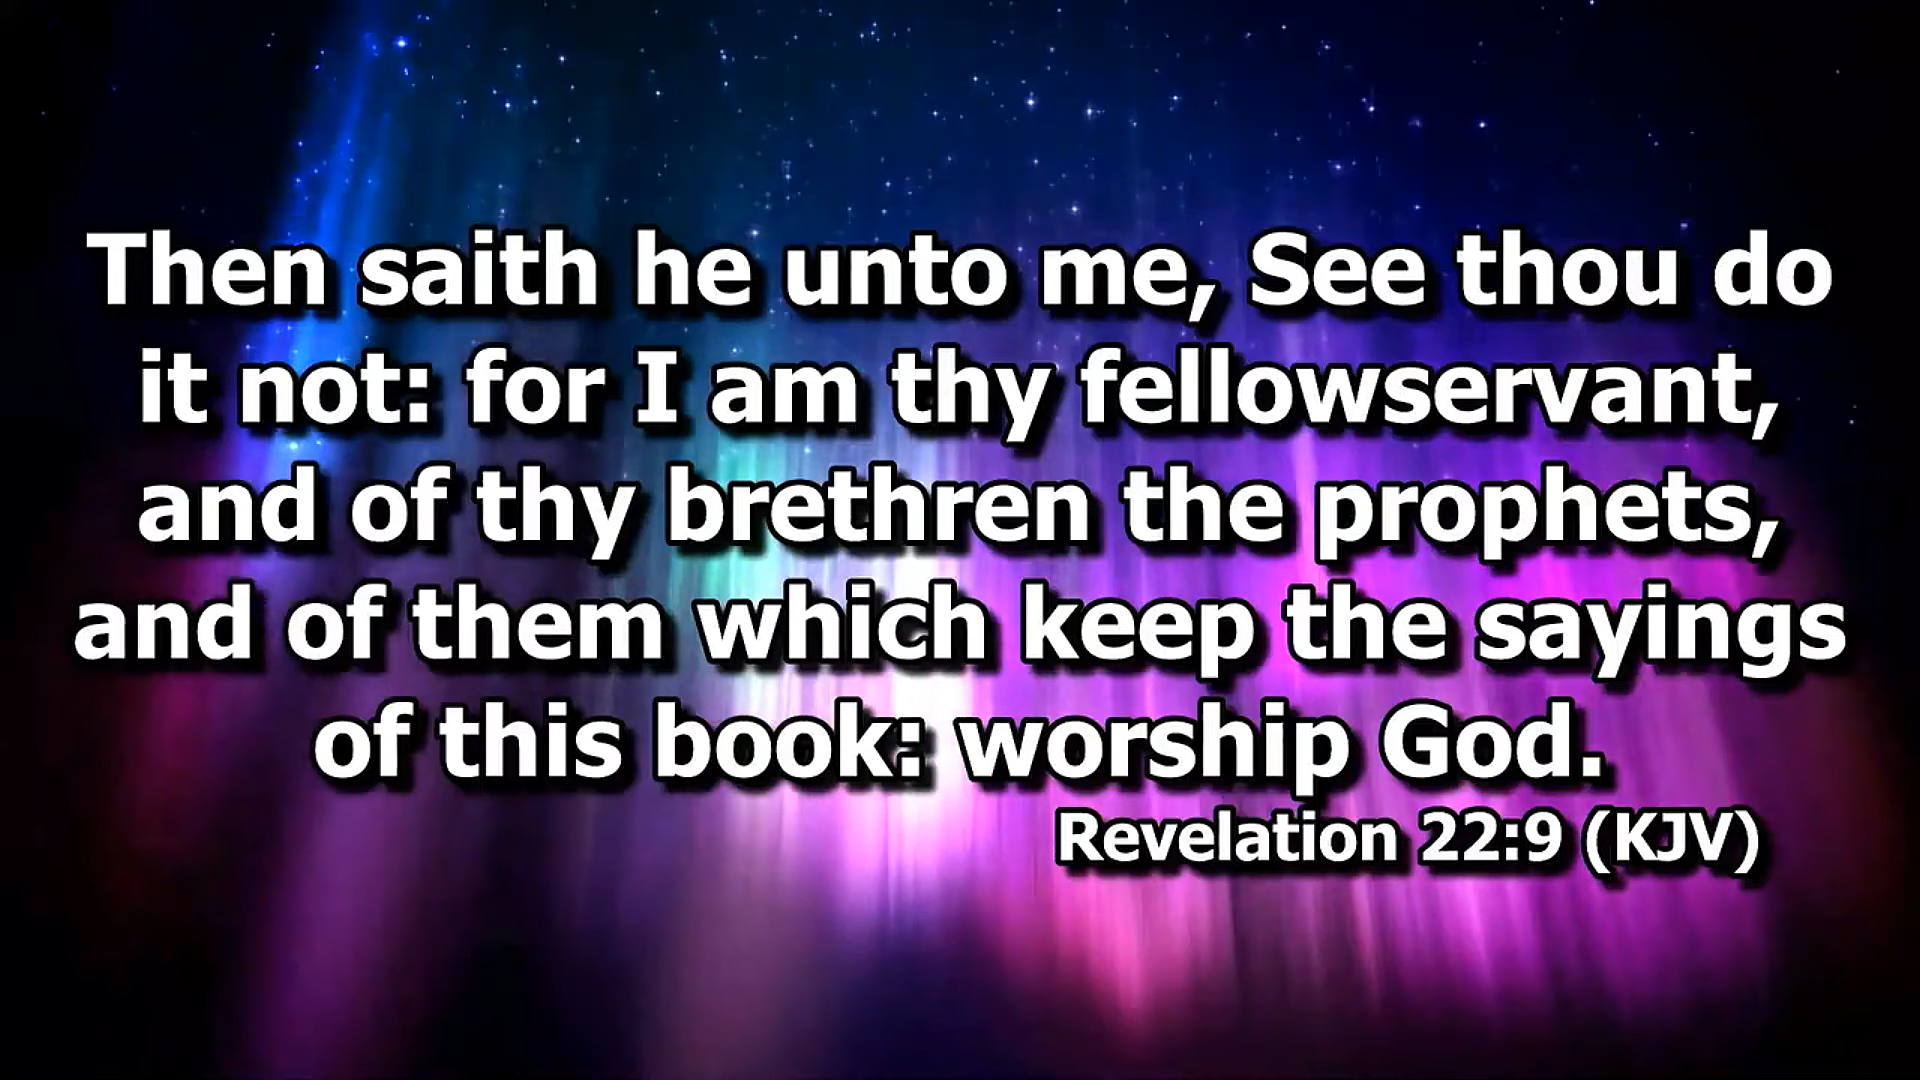 Then saith he unto me, See thou do
it not: for I am thy fellowservant,
and of thy brethren the prophets,
and of them which keep the sayings
of this book: worship God.
Revelation 22:9 (KJV)